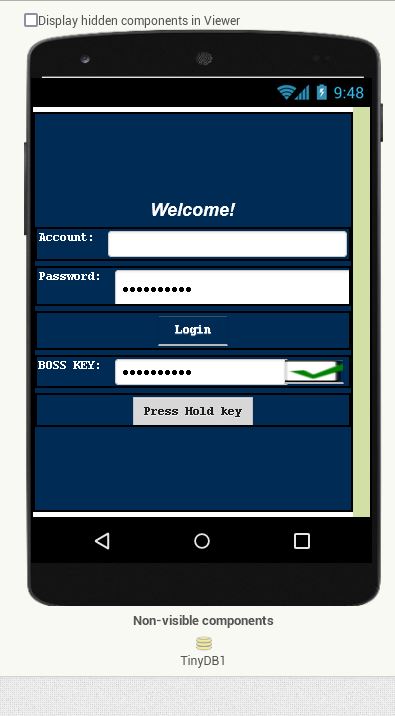 Display hidden components in Viewer
9:48
Welcome!
Account:
Password: ••••••••••
Login
BOSS KEY: ••••••••••
Press Hold key
Non-visible components
TinyDB1